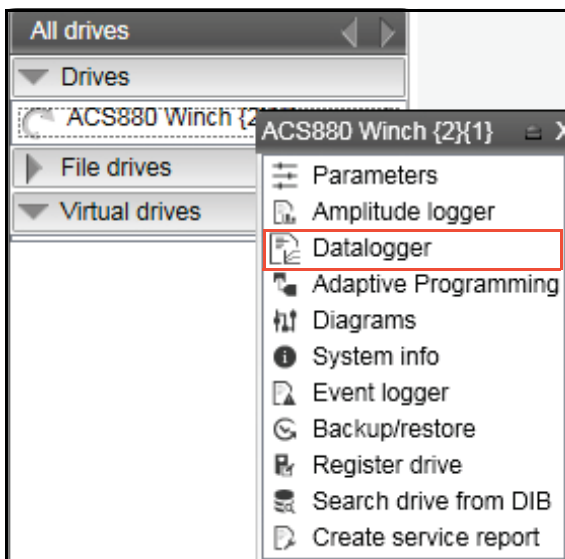 All drives
Drives
ACS880 Winch {2
File drives
Virtual drives
ACS880 Winch {2}{1}
X
Parameters
Amplitude logger
Datalogger
Adaptive Programming
Diagrams
System info
Event logger
Backup/restore
Register drive
Search drive from DIB
Create service report